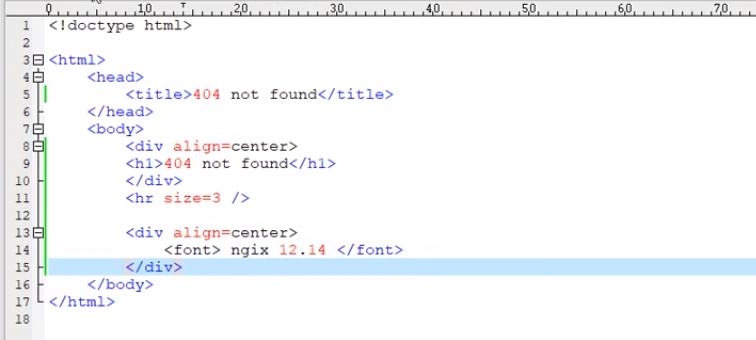 0 10 20 30 40 50 60 70
1 <!doctype html>
2
3 <html>
4 <head>
5 <title>404 not found</title>
6 </head>
7 <body>
8 <div align=center>
9 <h1>404 not found</h1>
10 </div>
11 <hr size=3 />
12
13 <div align=center>
14 <font> ngix 12.14 </font>
15 </div>
16 </body>
17 </html>
18